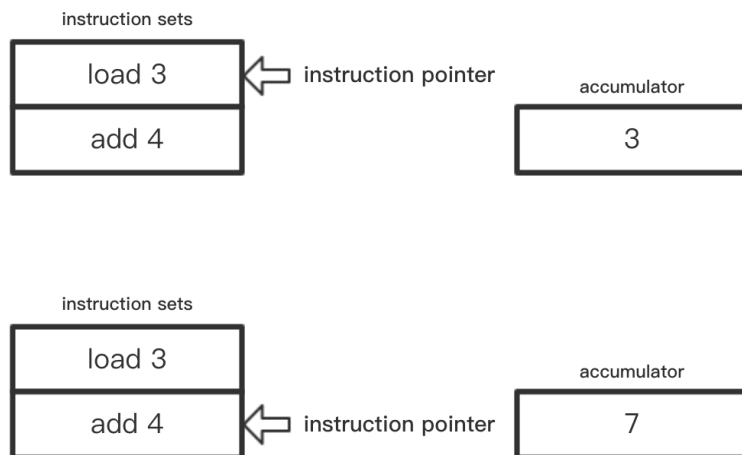 instruction sets
load 3
instruction pointer
accumulator
add 4
3
instruction sets
load 3
accumulator
add 4
instruction pointer
7